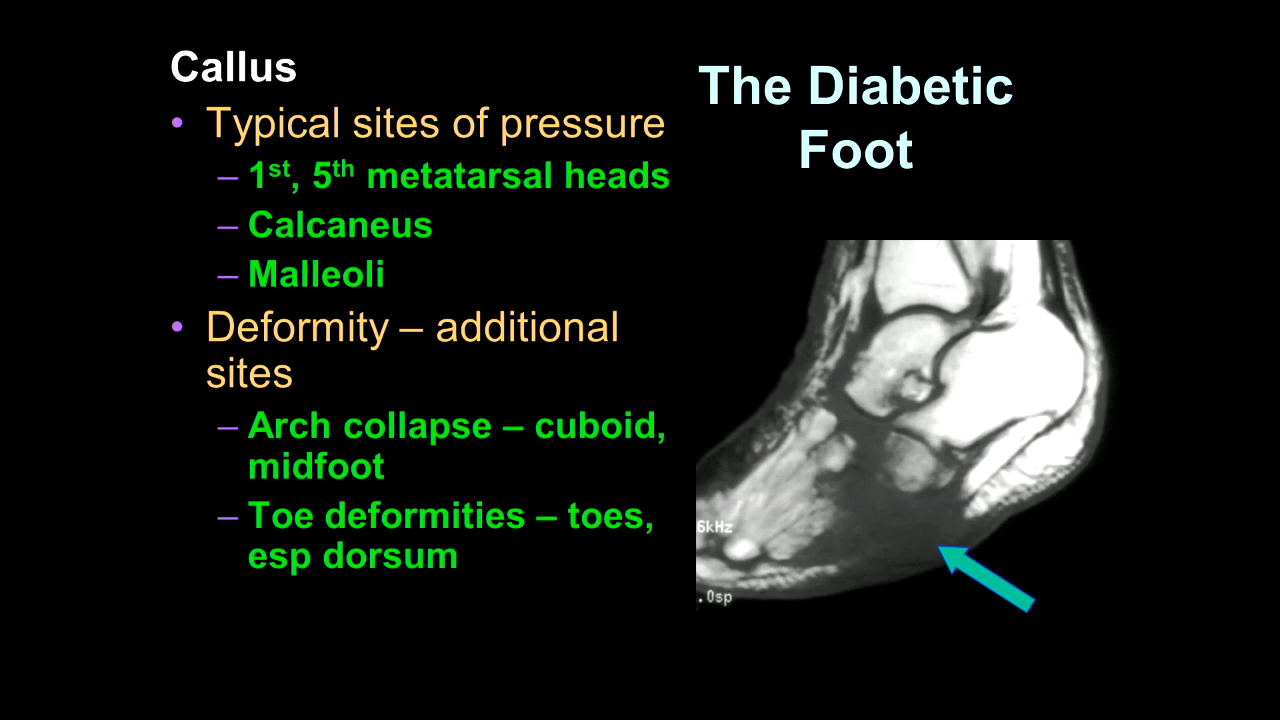 Callus
• Typical sites of pressure
– 1st, 5th metatarsal heads
– Calcaneus
– Malleoli
• Deformity – additional
sites
– Arch collapse – cuboid,
midfoot
– Toe deformities – toes,
esp dorsum
The Diabetic
Foot
6kHz
.0sp